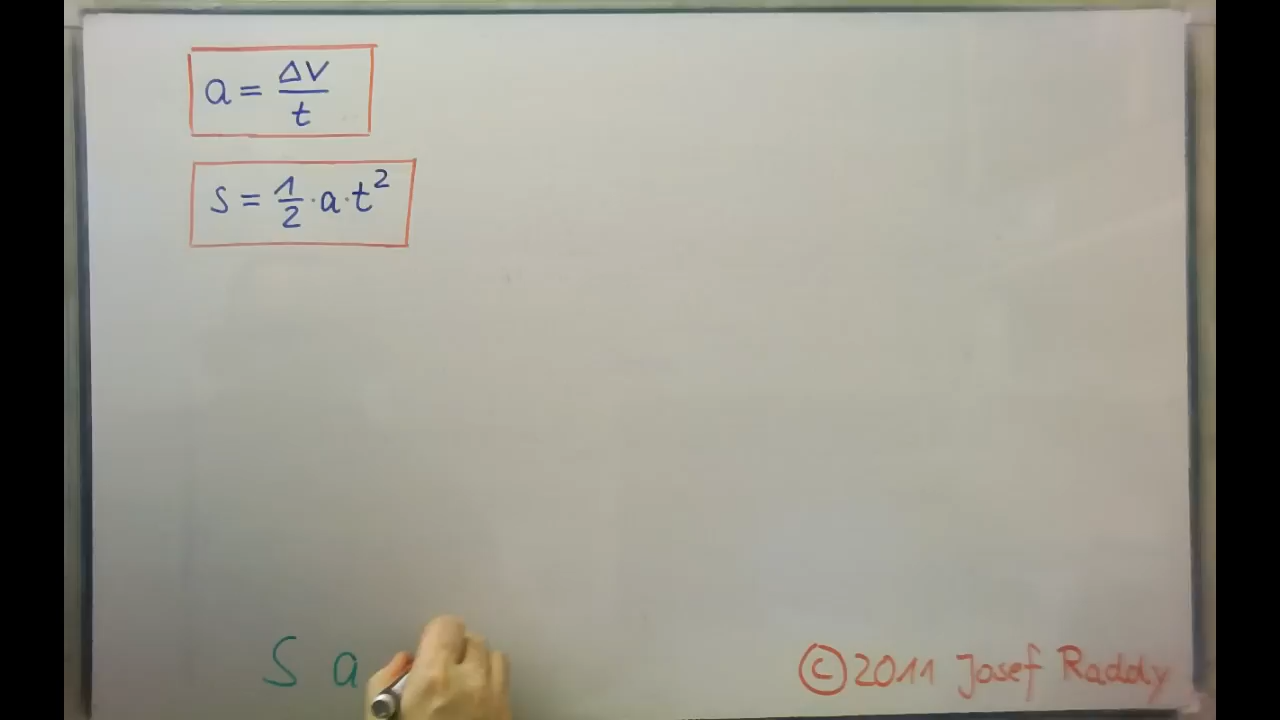 a = Δv/t
s = 1/2 · a · t²
S a
© 2011 Josef Raddy